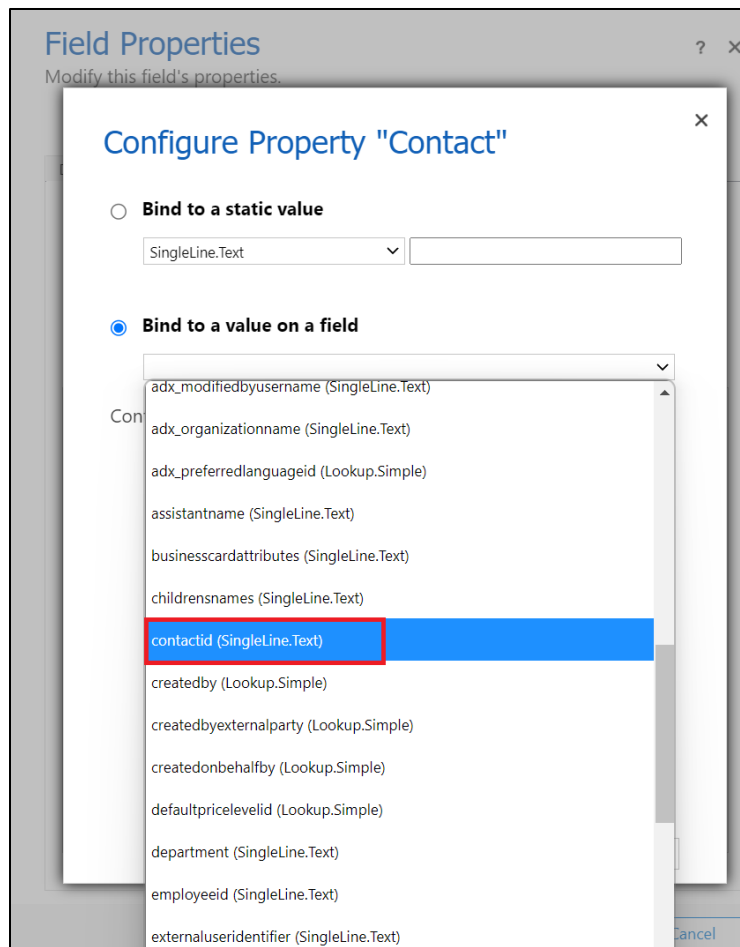 Field Properties
? ×
Modify this field's properties.
×
Configure Property "Contact"
Bind to a static value
SingleLine.Text
Bind to a value on a field
adx_modifiedbyusername (SingleLine.Text)
adx_organizationname (SingleLine.Text)
adx_preferredlanguageid (Lookup.Simple)
assistantname (SingleLine.Text)
businesscardattributes (SingleLine.Text)
childrensnames (SingleLine.Text)
contactid (SingleLine.Text)
createdby (Lookup.Simple)
createdbyexternalparty (Lookup.Simple)
createdonbehalfby (Lookup.Simple)
defaultpricelevelid (Lookup.Simple)
department (SingleLine.Text)
employeeid (SingleLine.Text)
externaluseridentifier (SingleLine.Text)
Cancel